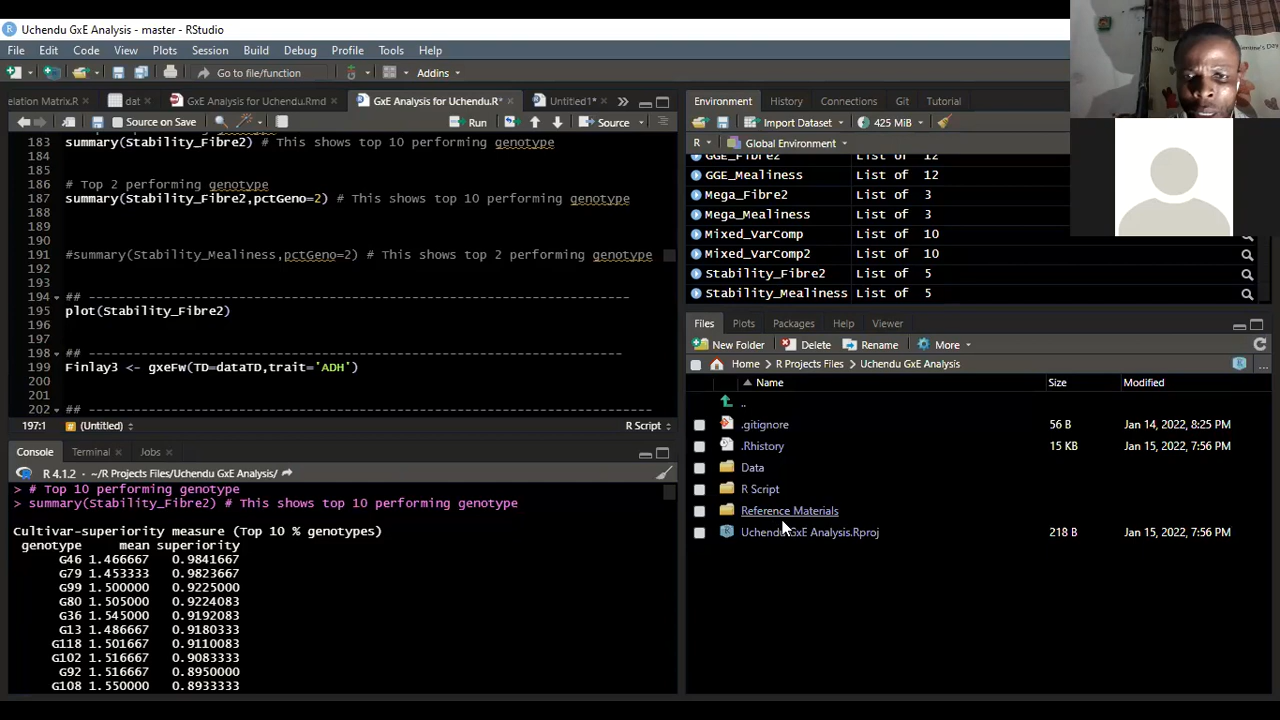 Uchendu GxE Analysis - master - RStudio
File Edit View Plots Session Build Debug Profile Tools Help
Go to file/function Addins
elation Matrix.R dat GxE Analysis for Uchendu.Rmd GxE Analysis for Uchendu.R* Untitled1*
Source on Save Run Source
183 summary(Stability_Fibre2) # This shows top 10 performing genotype
184
185
186 # Top 2 performing genotype
187 summary(Stability_Fibre2,pctGeno=2) # This shows top 10 performing genotype
188
189
190
191 #summary(Stability_Mealiness,pctGeno=2) # This shows top 2 performing genotype
192
193
194 ## -----------------------------------------------------------------------------
195 plot(Stability_Fibre2)
196
197
198 ## ----------------------------------------------------------------------------
199 Finlay3 <- gxeFw(TD=dataTD,trait='ADH')
200
201
202 ## --------------------------------------------------------------------------------
197:1 # (Untitled) R Script
Console Terminal Jobs
R 4.1.2 · ~/R Projects Files/Uchendu GxE Analysis/
> # Top 10 performing genotype
> summary(Stability_Fibre2) # This shows top 10 performing genotype
Cultivar-superiority measure (Top 10 % genotypes)
genotype mean superiority
G46 1.466667 0.9841667
G79 1.453333 0.9823667
G99 1.500000 0.9225000
G80 1.505000 0.9224083
G36 1.545000 0.9192083
G13 1.486667 0.9180333
G118 1.501667 0.9110083
G102 1.516667 0.9083333
G92 1.516667 0.8950000
G108 1.550000 0.8933333
Environment History Connections Git Tutorial
Import Dataset 425 MiB
R Global Environment
GGE_Fibre2 List of 12
GGE_Mealiness List of 12
Mega_Fibre2 List of 3
Mega_Mealiness List of 3
Mixed_VarComp List of 10
Mixed_VarComp2 List of 10
Stability_Fibre2 List of 5
Stability_Mealiness List of 5
Files Plots Packages Help Viewer
New Folder Delete Rename More
Home R Projects Files Uchendu GxE Analysis ...
Name Size Modified
..
.gitignore 56 B Jan 14, 2022, 8:25 PM
.Rhistory 15 KB Jan 15, 2022, 7:56 PM
Data
R Script
Reference Materials
Uchendu GxE Analysis.Rproj 218 B Jan 15, 2022, 7:56 PM